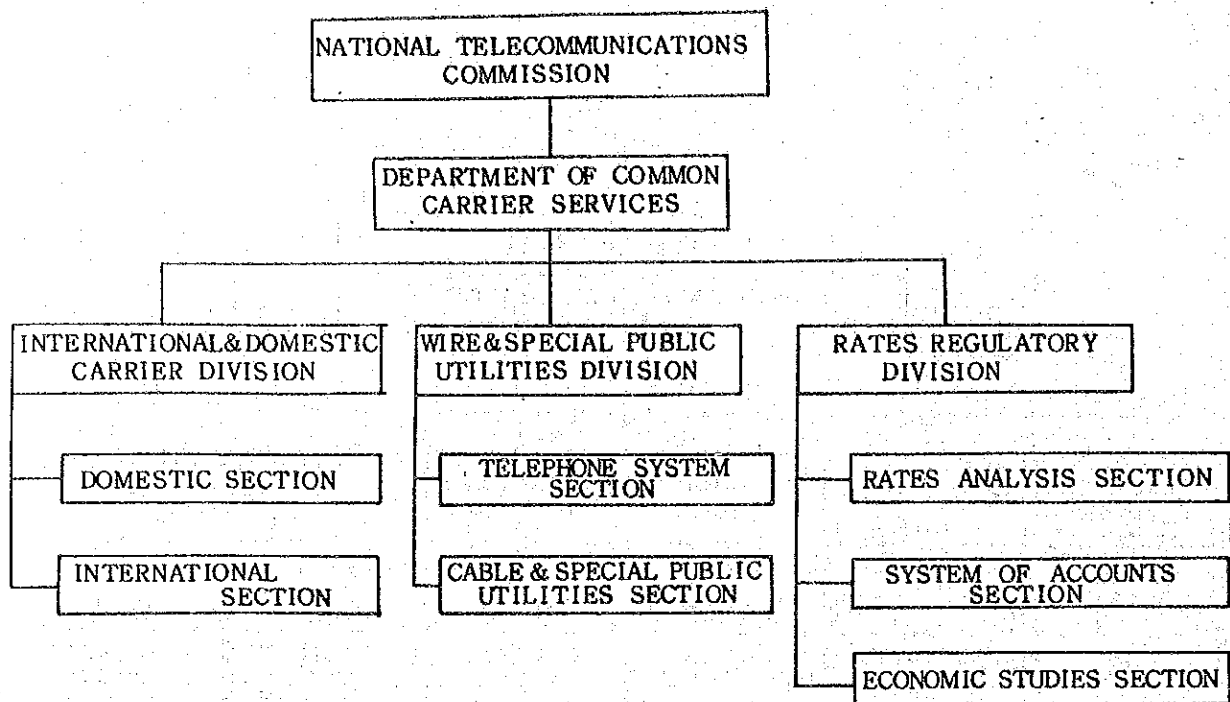 NATIONAL TELECOMMUNICATIONS
COMMISSION
DEPARTMENT OF COMMON
CARRIER SERVICES
INTERNATIONAL&DOMESTIC
CARRIER DIVISION
DOMESTIC SECTION
INTERNATIONAL
SECTION
WIRE&SPECIAL PUBLIC
UTILITIES DIVISION
TELEPHONE SYSTEM
SECTION
CABLE & SPECIAL PUBLIC
UTILITIES SECTION
RATES REGULATORY
DIVISION
RATES ANALYSIS SECTION
SYSTEM OF ACCOUNTS
SECTION
ECONOMIC STUDIES SECTION